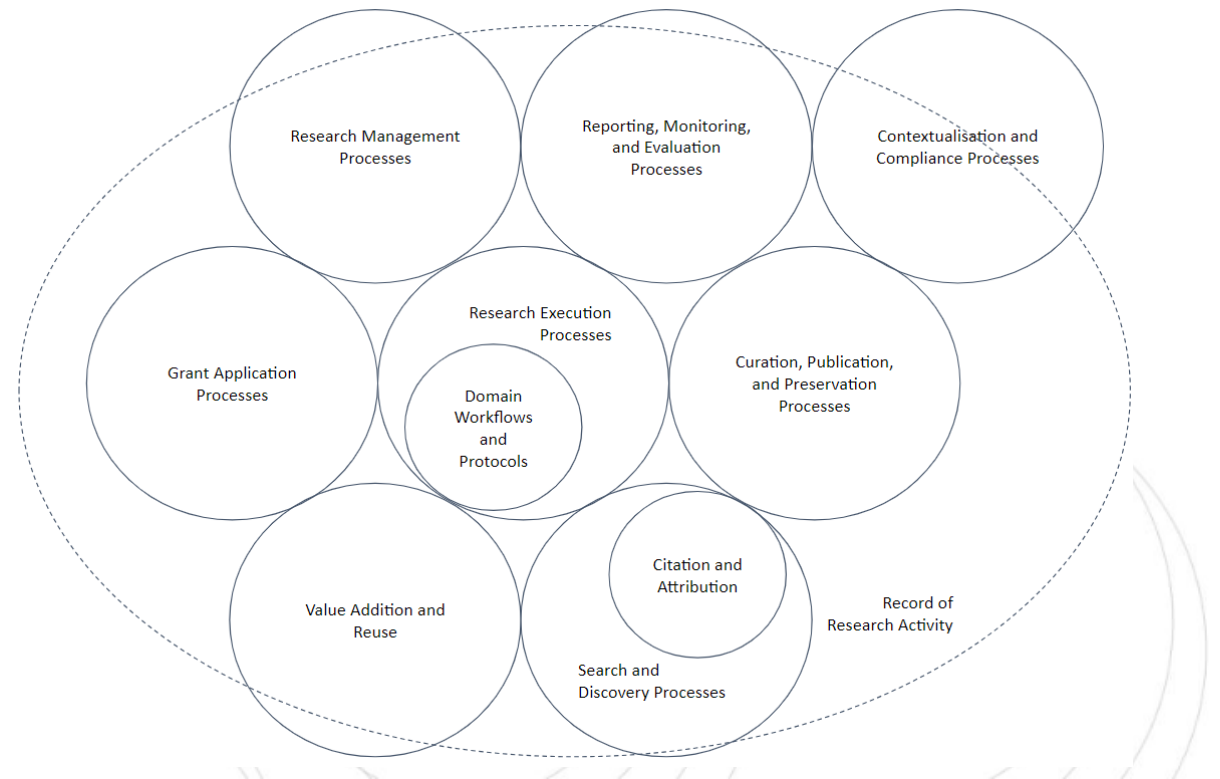 Research Management
Processes
Reporting, Monitoring,
and Evaluation
Processes
Contextualisation and
Compliance Processes
Research Execution
Processes
Grant Application
Processes
Domain
Workflows
and
Protocols
Curation, Publication,
and Preservation
Processes
Citation and
Attribution
Value Addition and
Reuse
Record of
Research Activity
Search and
Discovery Processes